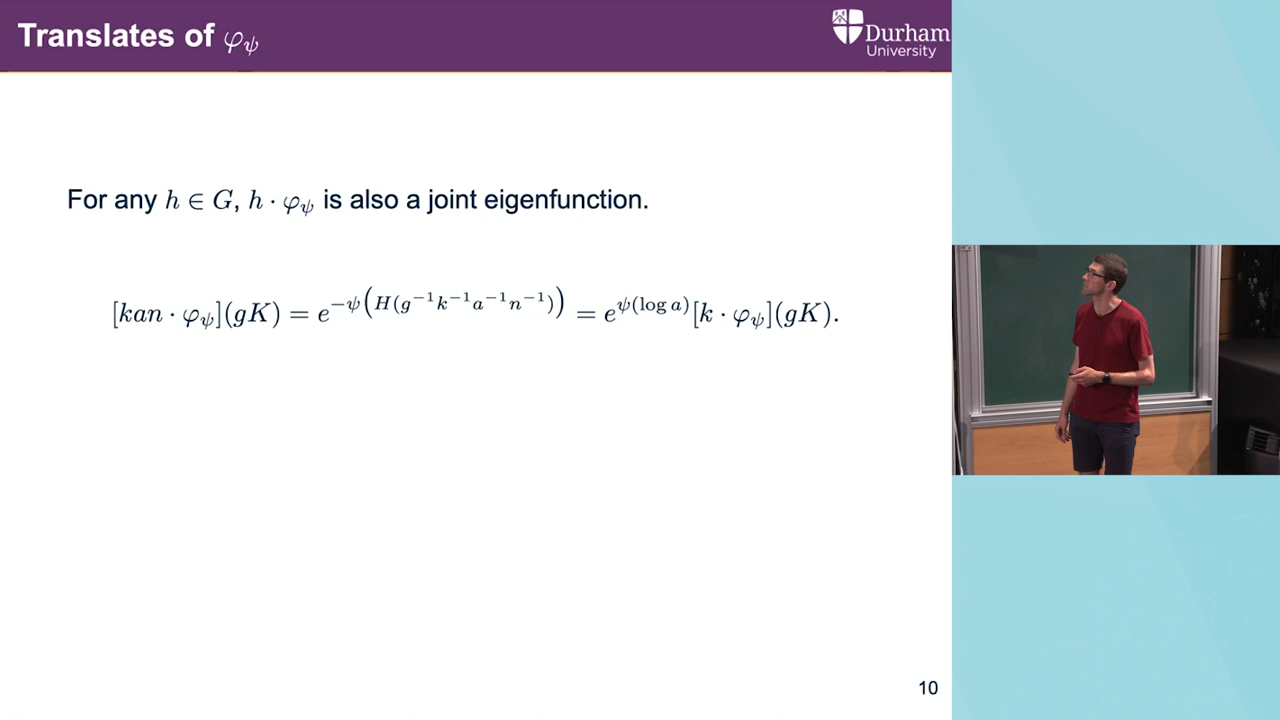 Translates of φ_ψ
Durham
University
For any h ∈ G, h · φ_ψ is also a joint eigenfunction.
[kan · φ_ψ](gK) = e^{−ψ(H(g^{−1}k^{−1}a^{−1}n^{−1}))} = e^{ψ(log a)}[k · φ_ψ](gK).
10